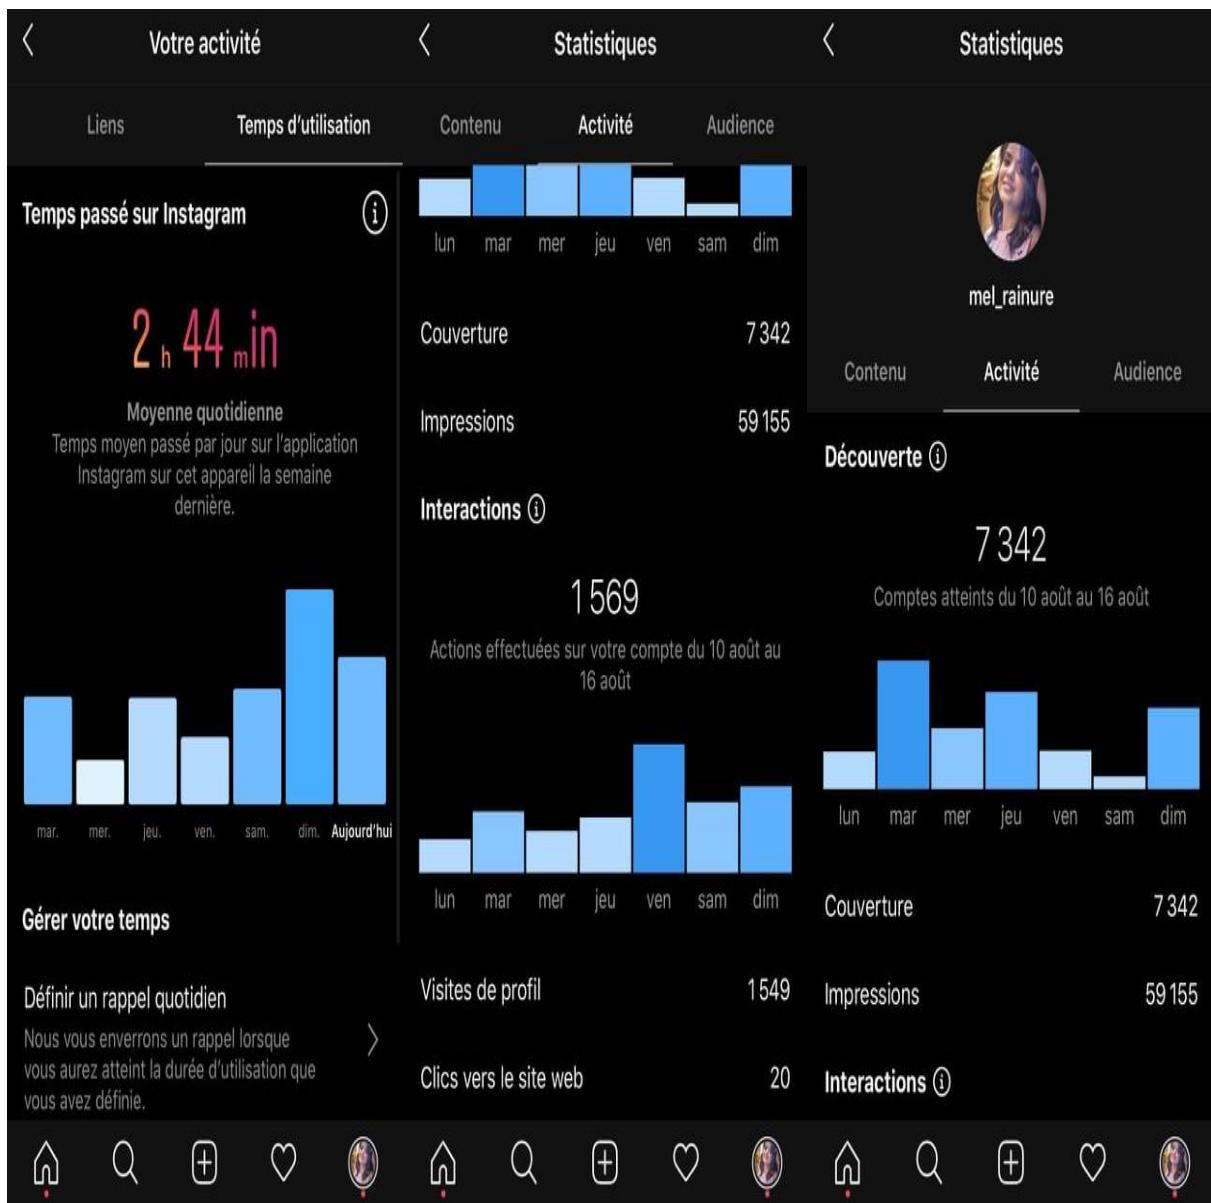 Votre activité
Liens
Temps d'utilisation
Temps passé sur Instagram
2 h 44 min
Moyenne quotidienne
Temps moyen passé par jour sur l'application
Instagram sur cet appareil la semaine
dernière.
mar. mer. jeu. ven. sam. dim. Aujourd'hui
Gérer votre temps
Définir un rappel quotidien
Nous vous enverrons un rappel lorsque
vous aurez atteint la durée d'utilisation que
vous avez définie.
Statistiques
Contenu Activité Audience
lun mar mer jeu ven sam dim
Couverture 7 342
Impressions 59 155
Interactions
1 569
Actions effectuées sur votre compte du 10 août au
16 août
lun mar mer jeu ven sam dim
Visites de profil 1 549
Clics vers le site web 20
Statistiques
mel_rainure
Contenu Activité Audience
Découverte
7 342
Comptes atteints du 10 août au 16 août
lun mar mer jeu ven sam dim
Couverture 7 342
Impressions 59 155
Interactions